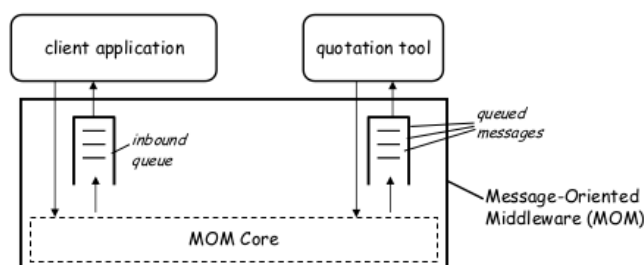 client application
quotation tool
inbound
queue
queued
messages
Message-Oriented
Middleware (MOM)
MOM Core